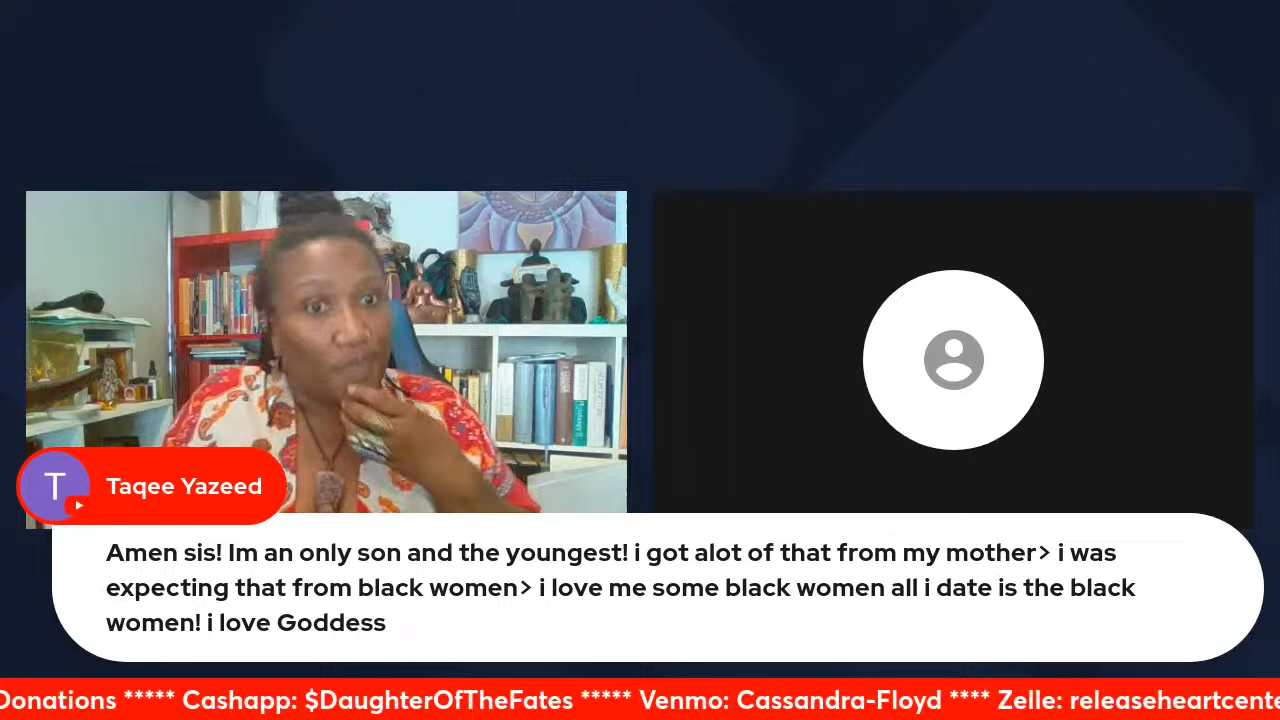 T
Taqee Yazeed
Amen sis! Im an only son and the youngest! i got alot of that from my mother> i was
expecting that from black women> i love me some black women all i date is the black
women! i love Goddess
Donations ***** Cashapp: $DaughterOfTheFates ***** Venmo: Cassandra-Floyd **** Zelle: releaseheartcente